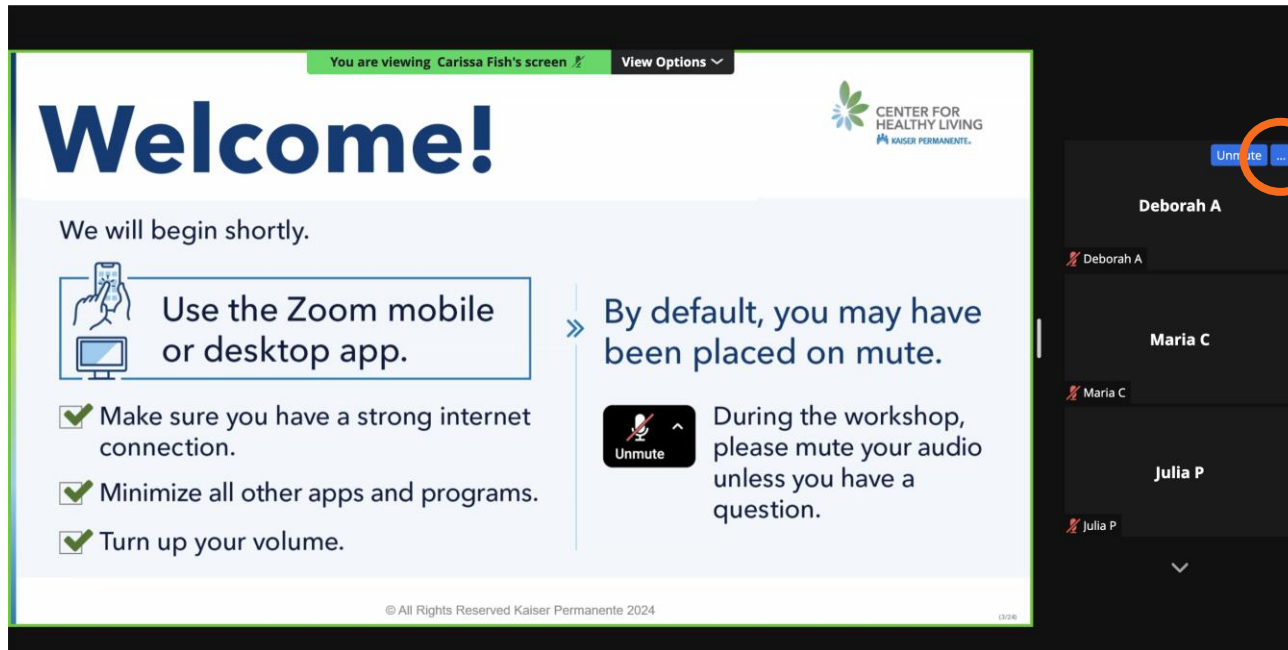 You are viewing Carissa Fish's screen
View Options
Welcome!
CENTER FOR
HEALTHY LIVING
KAISER PERMANENTE®
We will begin shortly.
Use the Zoom mobile
or desktop app.
Make sure you have a strong internet
connection.
Minimize all other apps and programs.
Turn up your volume.
By default, you may have
been placed on mute.
Unmute
During the workshop,
please mute your audio
unless you have a
question.
© All Rights Reserved Kaiser Permanente 2024
(3/24)
Unmute
...
Deborah A
Deborah A
Maria C
Maria C
Julia P
Julia P